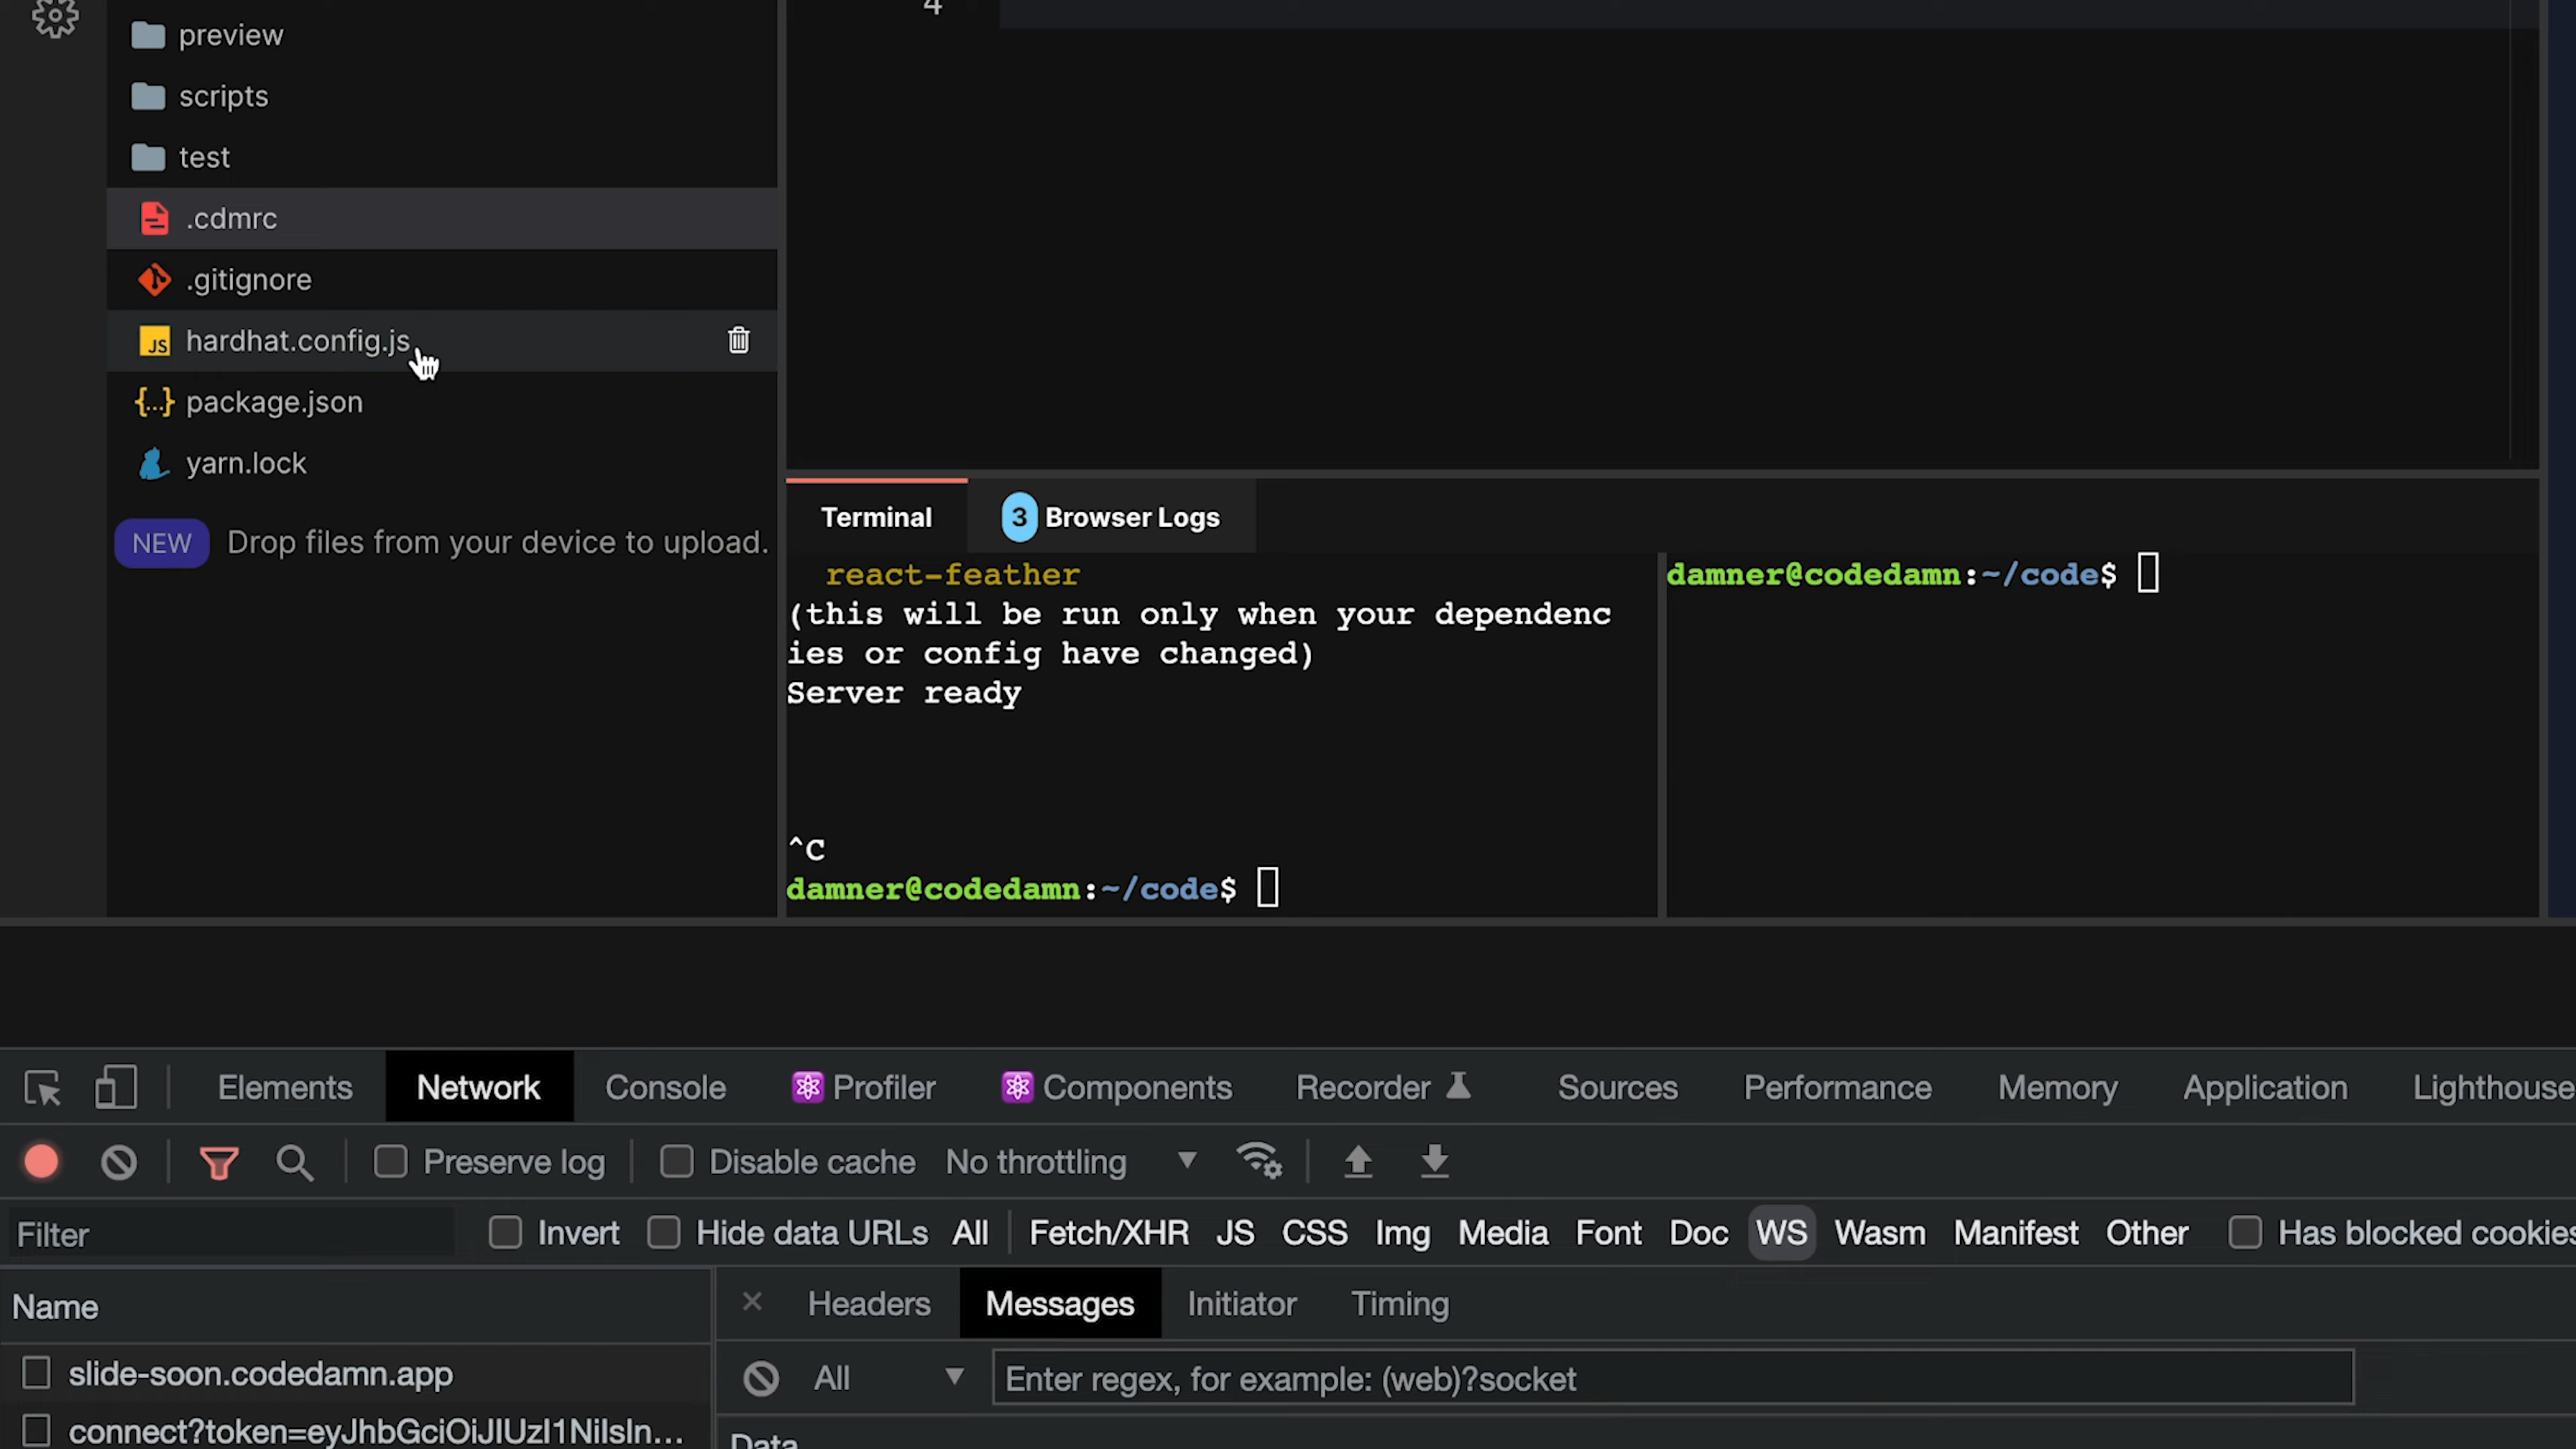 4
preview
scripts
test
.cdmrc
.gitignore
JS hardhat.config.js
{...} package.json
yarn.lock
NEW Drop files from your device to upload.
Terminal
3 Browser Logs
react-feather
(this will be run only when your dependenc
ies or config have changed)
Server ready
^C
damner@codedamn:~/code$
damner@codedamn:~/code$
Elements Network Console Profiler Components Recorder Sources Performance Memory Application Lighthouse
Preserve log Disable cache No throttling
Filter Invert Hide data URLs All Fetch/XHR JS CSS Img Media Font Doc WS Wasm Manifest Other Has blocked cookies
Name
Headers Messages Initiator Timing
slide-soon.codedamn.app
All Enter regex, for example: (web)?socket
connect?token=eyJhbGciOiJIUzI1NiIsIn...
Data